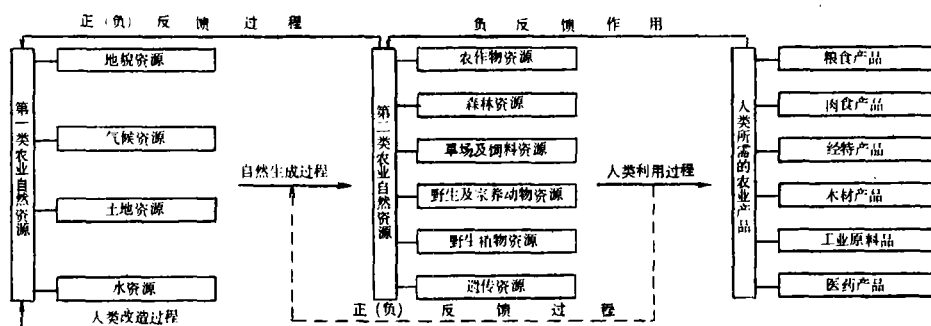 正(负)反馈过程
负反馈作用
第一类农业自然资源
地貌资源
气候资源
土地资源
水资源
人类改造过程
自然生成过程
第二类农业自然资源
农作物资源
森林资源
草场及饲料资源
野生及家养动物资源
野生植物资源
遗传资源
正(负)反馈过程
人类利用过程
人类所需的农业产品
粮食产品
肉食产品
经特产品
木材产品
工业原料品
医药产品